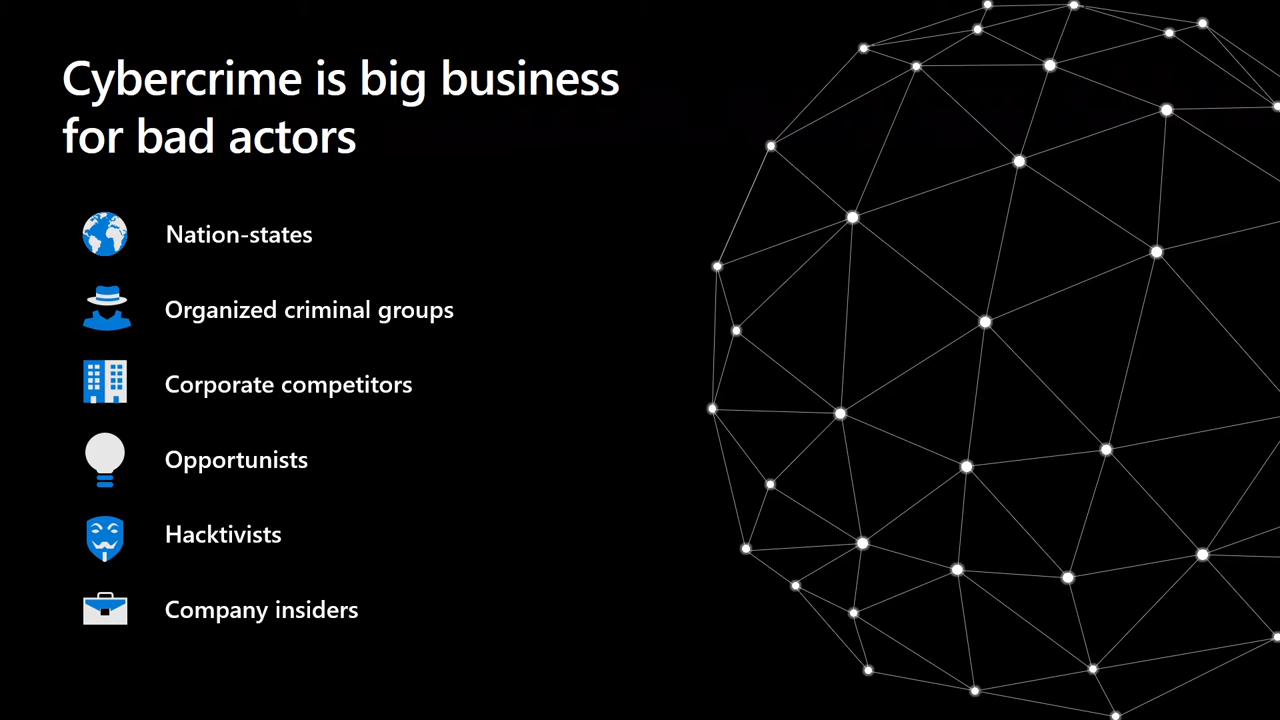 Cybercrime is big business
for bad actors
Nation-states
Organized criminal groups
Corporate competitors
Opportunists
Hacktivists
Company insiders